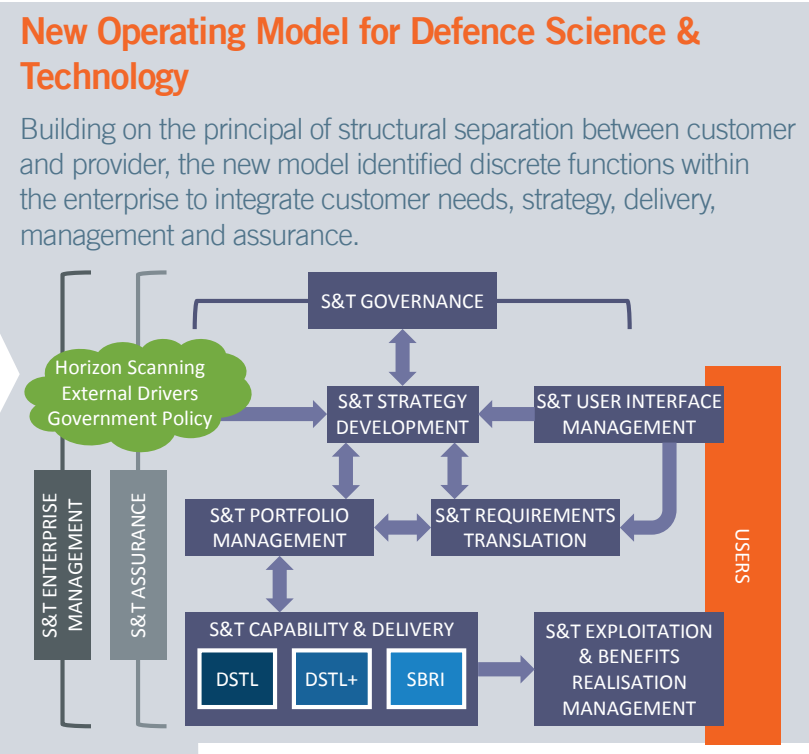 New Operating Model for Defence Science &
Technology
Building on the principal of structural separation between customer
and provider, the new model identified discrete functions within
the enterprise to integrate customer needs, strategy, delivery,
management and assurance.
S&T GOVERNANCE
Horizon Scanning
External Drivers
Government Policy
S&T STRATEGY
DEVELOPMENT
S&T USER INTERFACE
MANAGEMENT
S&T PORTFOLIO
MANAGEMENT
S&T REQUIREMENTS
TRANSLATION
S&T ENTERPRISE
MANAGEMENT
S&T ASSURANCE
USERS
S&T CAPABILITY & DELIVERY
DSTL
DSTL+
SBRI
S&T EXPLOITATION
& BENEFITS
REALISATION
MANAGEMENT